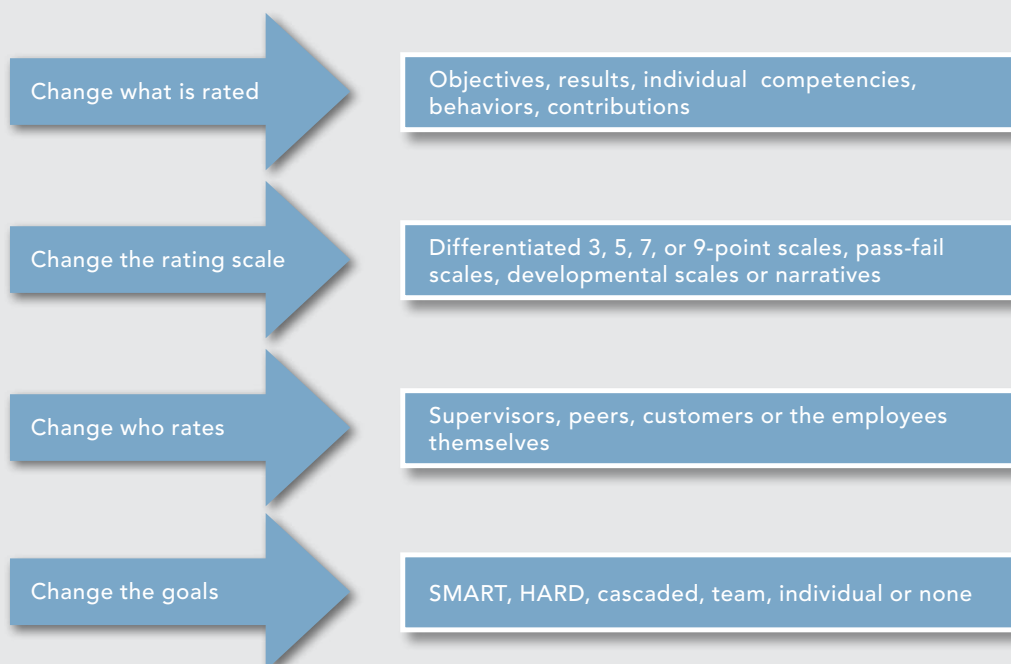 Change what is rated
Objectives, results, individual competencies,
behaviors, contributions
Change the rating scale
Differentiated 3, 5, 7, or 9-point scales, pass-fail
scales, developmental scales or narratives
Change who rates
Supervisors, peers, customers or the employees
themselves
Change the goals
SMART, HARD, cascaded, team, individual or none